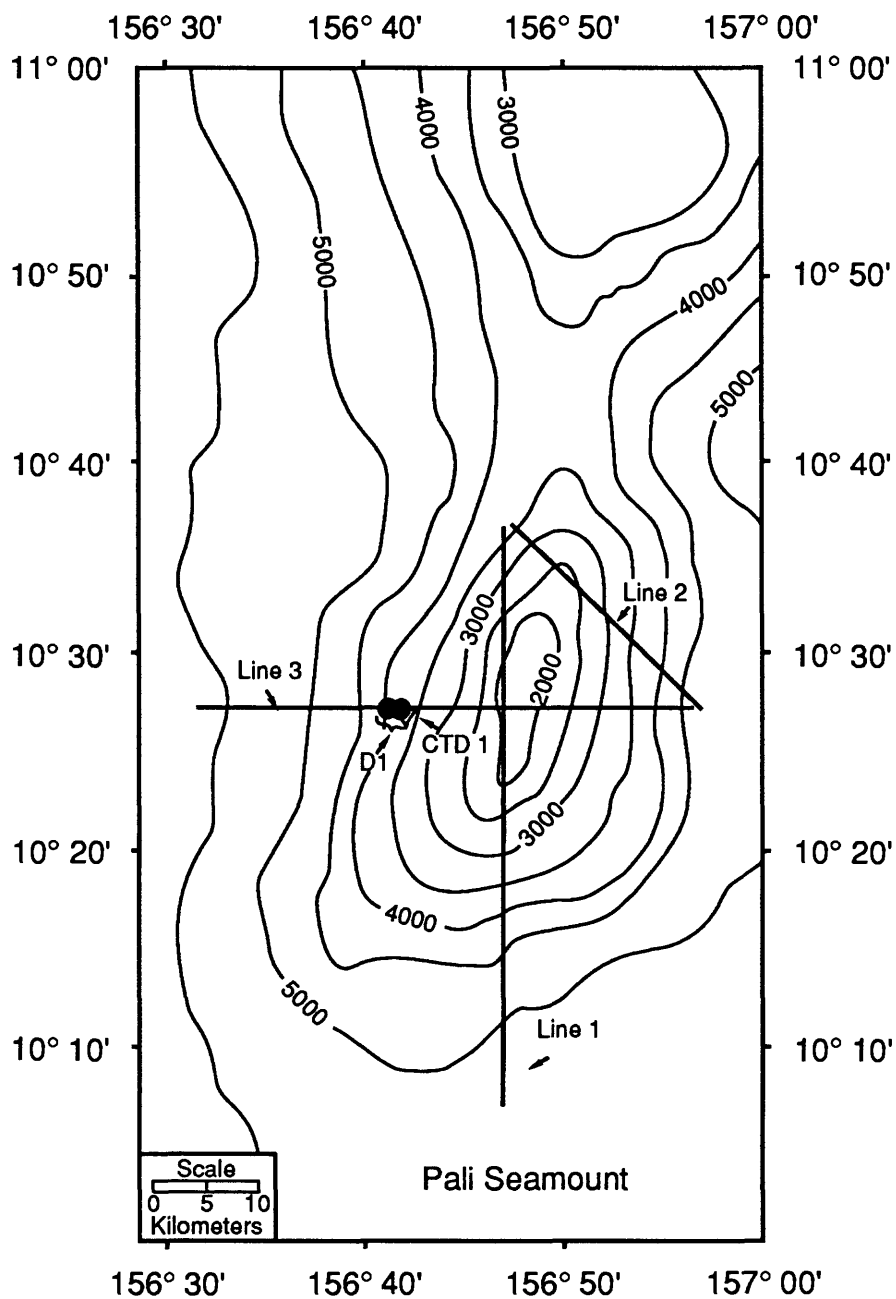 156° 30' 156° 40' 156° 50' 157° 00'
11° 00' 11° 00'
4000
3000
5000
10° 50' 10° 50'
4000
5000
10° 40' 10° 40'
Line 2
3000
10° 30' 10° 30'
Line 3
2000
CTD 1
D1
3000
10° 20' 10° 20'
4000
5000
Line 1
10° 10' 10° 10'
Scale
0 5 10
Kilometers
Pali Seamount
156° 30' 156° 40' 156° 50' 157° 00'